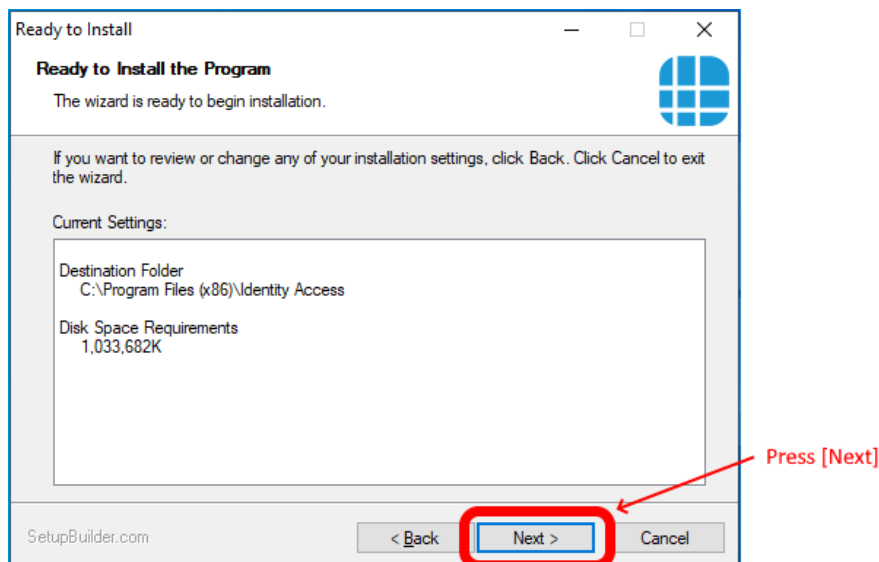 Ready to Install
Ready to Install the Program
The wizard is ready to begin installation.
If you want to review or change any of your installation settings, click Back. Click Cancel to exit
the wizard.
Current Settings:
Destination Folder
C:\Program Files (x86)\Identity Access
Disk Space Requirements
1,033,682K
Press [Next]
SetupBuilder.com
< Back
Next >
Cancel